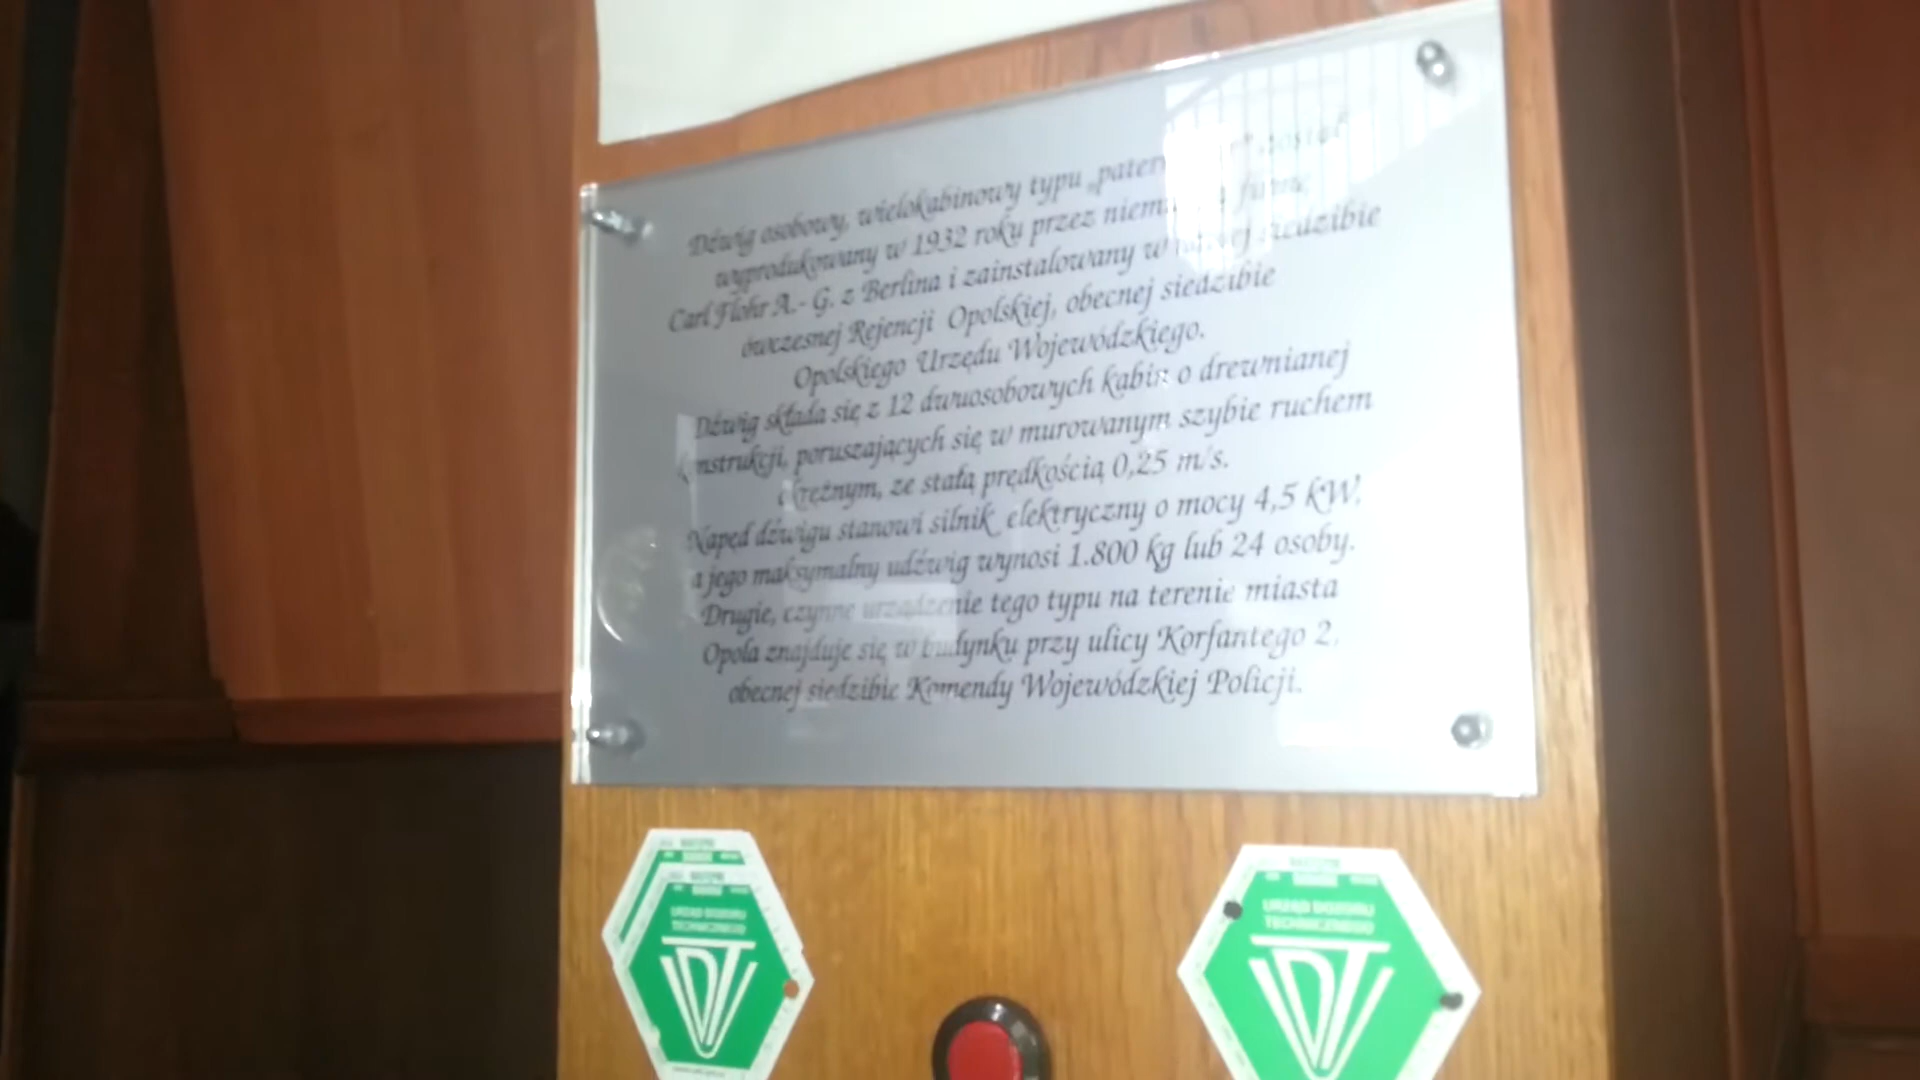 Dźwig osobowy, wielokabinowy typu „pater " został
wyprodukowany w 1932 roku przez firmę
Carl Flohr A.- G. z Berlina i zainstalowany w siedzibie
ówczesnej Rejencji Opolskiej, obecnej siedzibie
Opolskiego Urzędu Wojewódzkiego.
Dźwig składa się z 12 dwuosobowych kabin o drewnianej
konstrukcji, poruszających się w murowanym szybie ruchem
okrężnym, ze stałą prędkością 0,25 m/s.
Napęd dźwigu stanowi silnik elektryczny o mocy 4,5 kW,
a jego maksymalny udźwig wynosi 1.800 kg lub 24 osoby.
Drugie, czynne urządzenie tego typu na terenie miasta
Opola znajduje się w budynku przy ulicy Korfantego 2,
obecnej siedzibie Komendy Wojewódzkiej Policji.
URZĄD DOZORU
TECHNICZNEGO
UDT
URZĄD DOZORU
TECHNICZNEGO
UDT